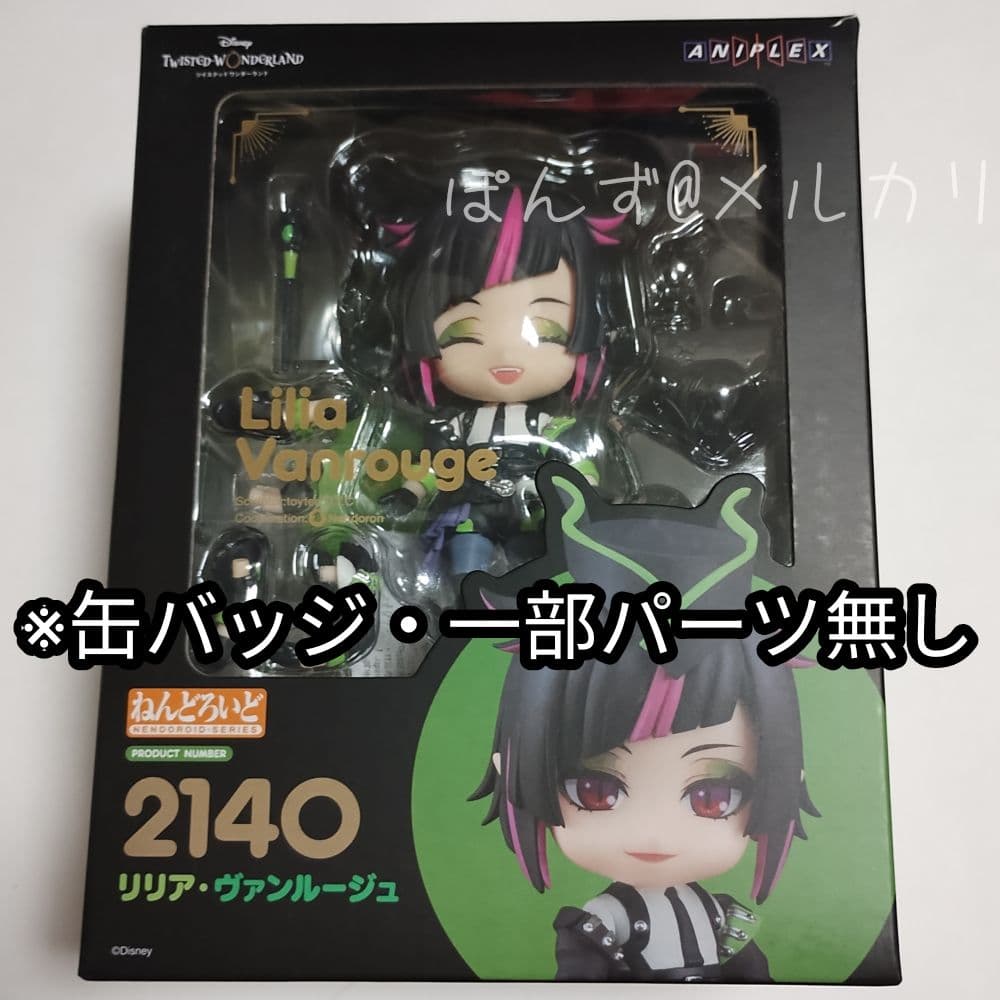 Disney
TWISTED-WONDERLAND
ツイステッドワンダーランド
ANIPLEX
ぽんず@メルカリ
Lilia
Vanrouge
※缶バッジ・一部パーツ無し
ねんどろいど
NENDOROID-SERIES
PRODUCT NUMBER
2140
リリア・ヴァンルージュ
©Disney